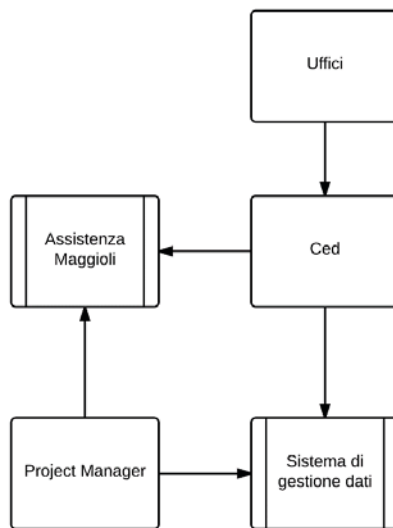 Uffici
Assistenza
Maggioli
Ced
Project Manager
Sistema di
gestione dati